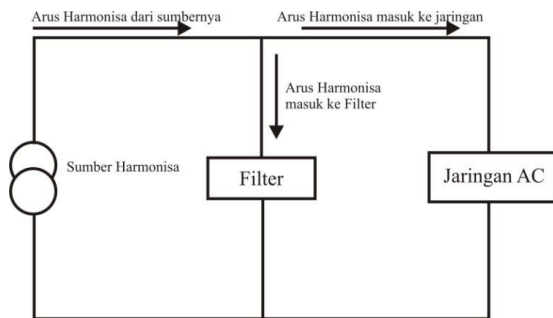 Arus Harmonisa dari sumbernya
Arus Harmonisa masuk ke jaringan
Arus Harmonisa
masuk ke Filter
Sumber Harmonisa
Filter
Jaringan AC